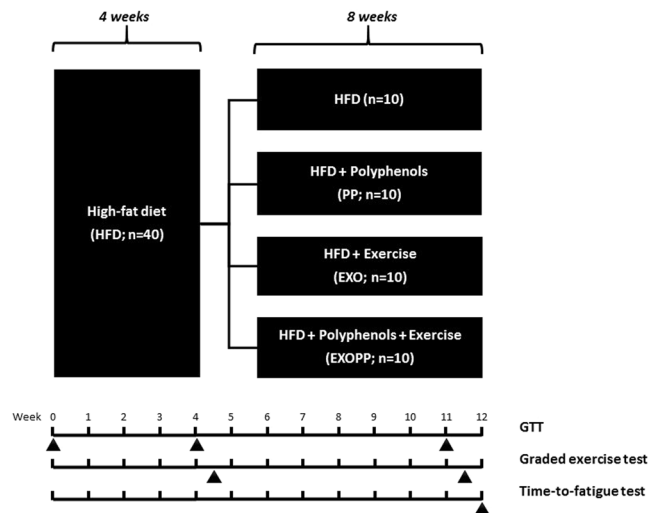 4 weeks
8 weeks
High-fat diet
(HFD; n=40)
HFD (n=10)
HFD + Polyphenols
(PP; n=10)
HFD + Exercise
(EXO; n=10)
HFD + Polyphenols + Exercise
(EXOPP; n=10)
Week 0 1 2 3 4 5 6 7 8 9 10 11 12
GTT
Graded exercise test
Time-to-fatigue test